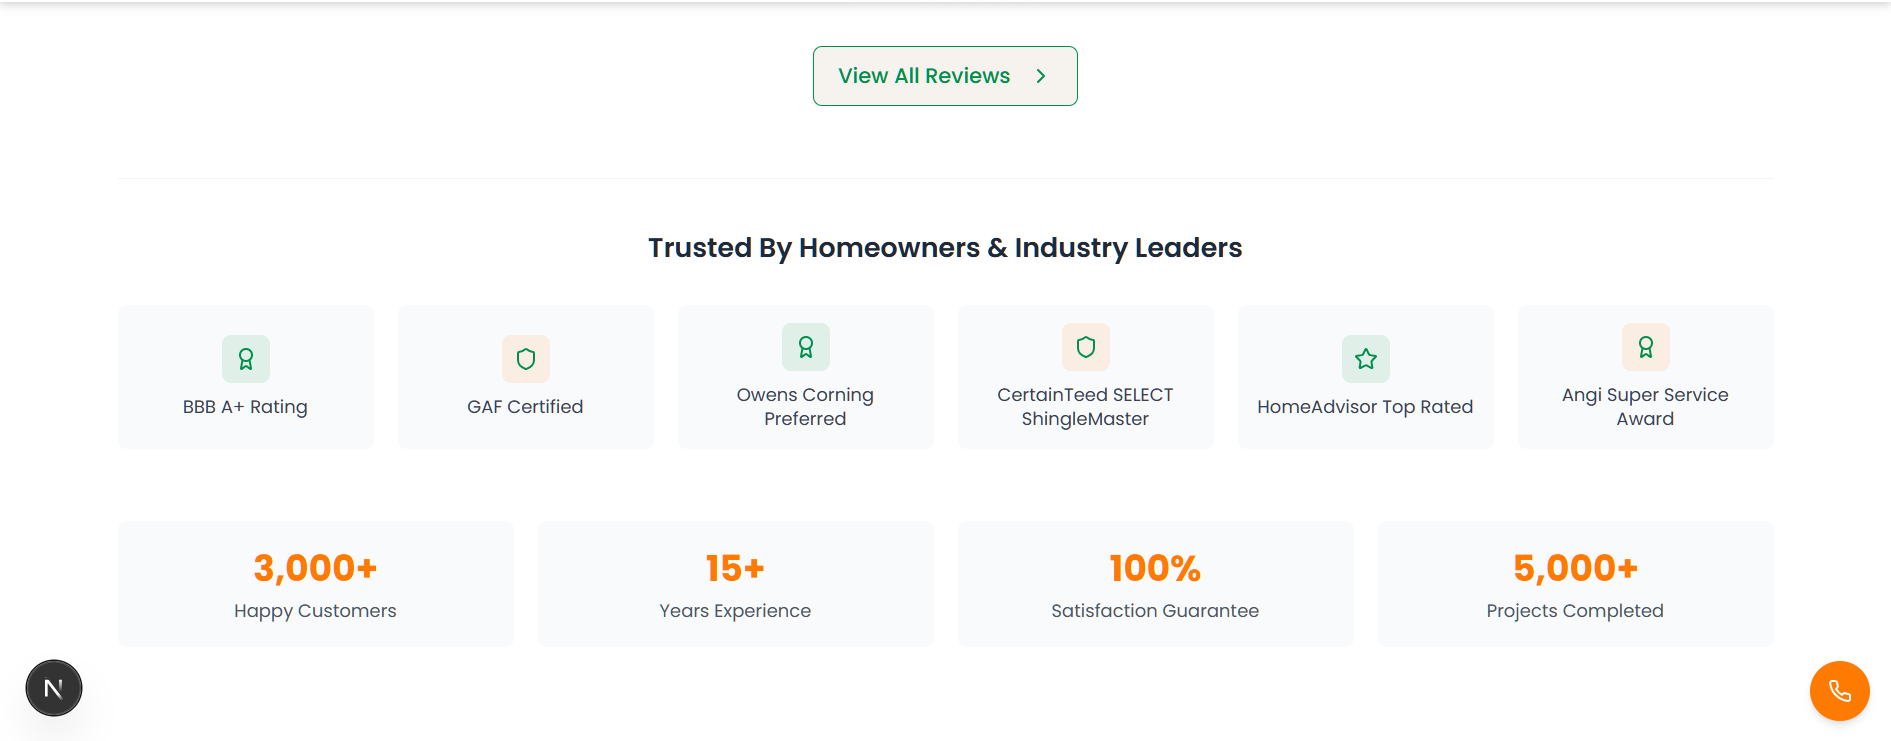 View All Reviews
Trusted By Homeowners & Industry Leaders
BBB A+ Rating
GAF Certified
Owens Corning
Preferred
CertainTeed SELECT
ShingleMaster
HomeAdvisor Top Rated
Angi Super Service
Award
3,000+
Happy Customers
15+
Years Experience
100%
Satisfaction Guarantee
5,000+
Projects Completed
N